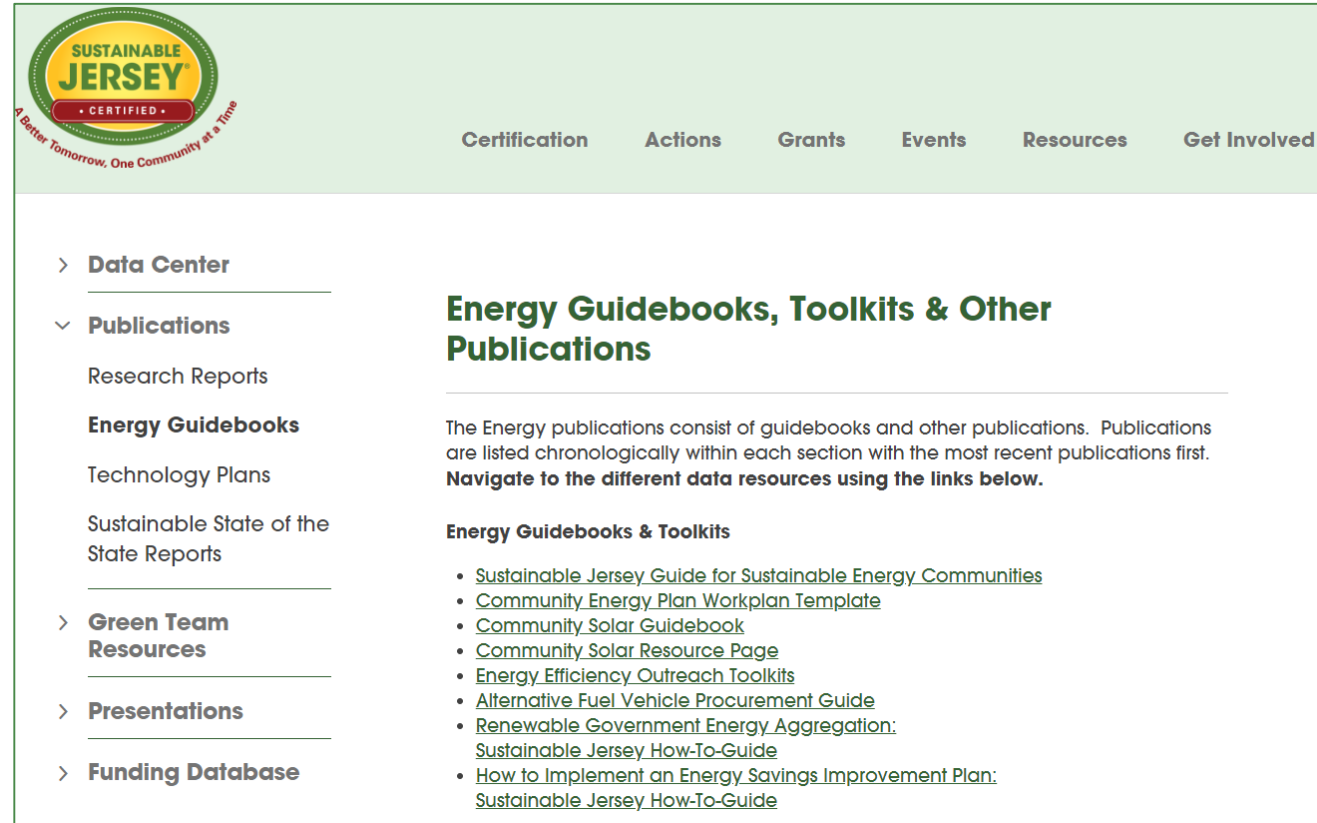 SUSTAINABLE
JERSEY®
• CERTIFIED •
A Better Tomorrow, One Community at a Time
Certification Actions Grants Events Resources Get Involved
Data Center
Publications
Research Reports
Energy Guidebooks
Technology Plans
Sustainable State of the
State Reports
Green Team
Resources
Presentations
Funding Database
Energy Guidebooks, Toolkits & Other
Publications
The Energy publications consist of guidebooks and other publications.  Publications
are listed chronologically within each section with the most recent publications first.
Navigate to the different data resources using the links below.
Energy Guidebooks & Toolkits
• Sustainable Jersey Guide for Sustainable Energy Communities
• Community Energy Plan Workplan Template
• Community Solar Guidebook
• Community Solar Resource Page
• Energy Efficiency Outreach Toolkits
• Alternative Fuel Vehicle Procurement Guide
• Renewable Government Energy Aggregation:
Sustainable Jersey How-To-Guide
• How to Implement an Energy Savings Improvement Plan:
Sustainable Jersey How-To-Guide